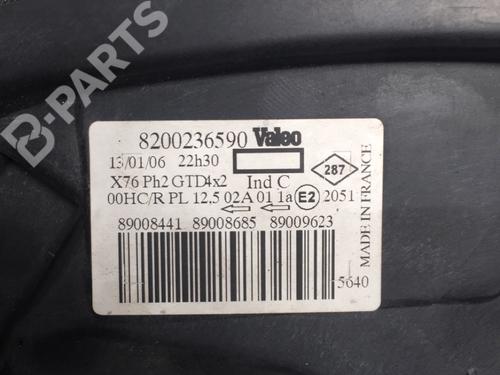 B-PARTS
8200236590 Valeo
13/01/06 22h30
X76 Ph2 GTD4x2 Ind C
287
00HC/R PL 12.5 02A 01 1a E2 2051
89008441 89008685 89009623
5640
MADE IN FRANCE